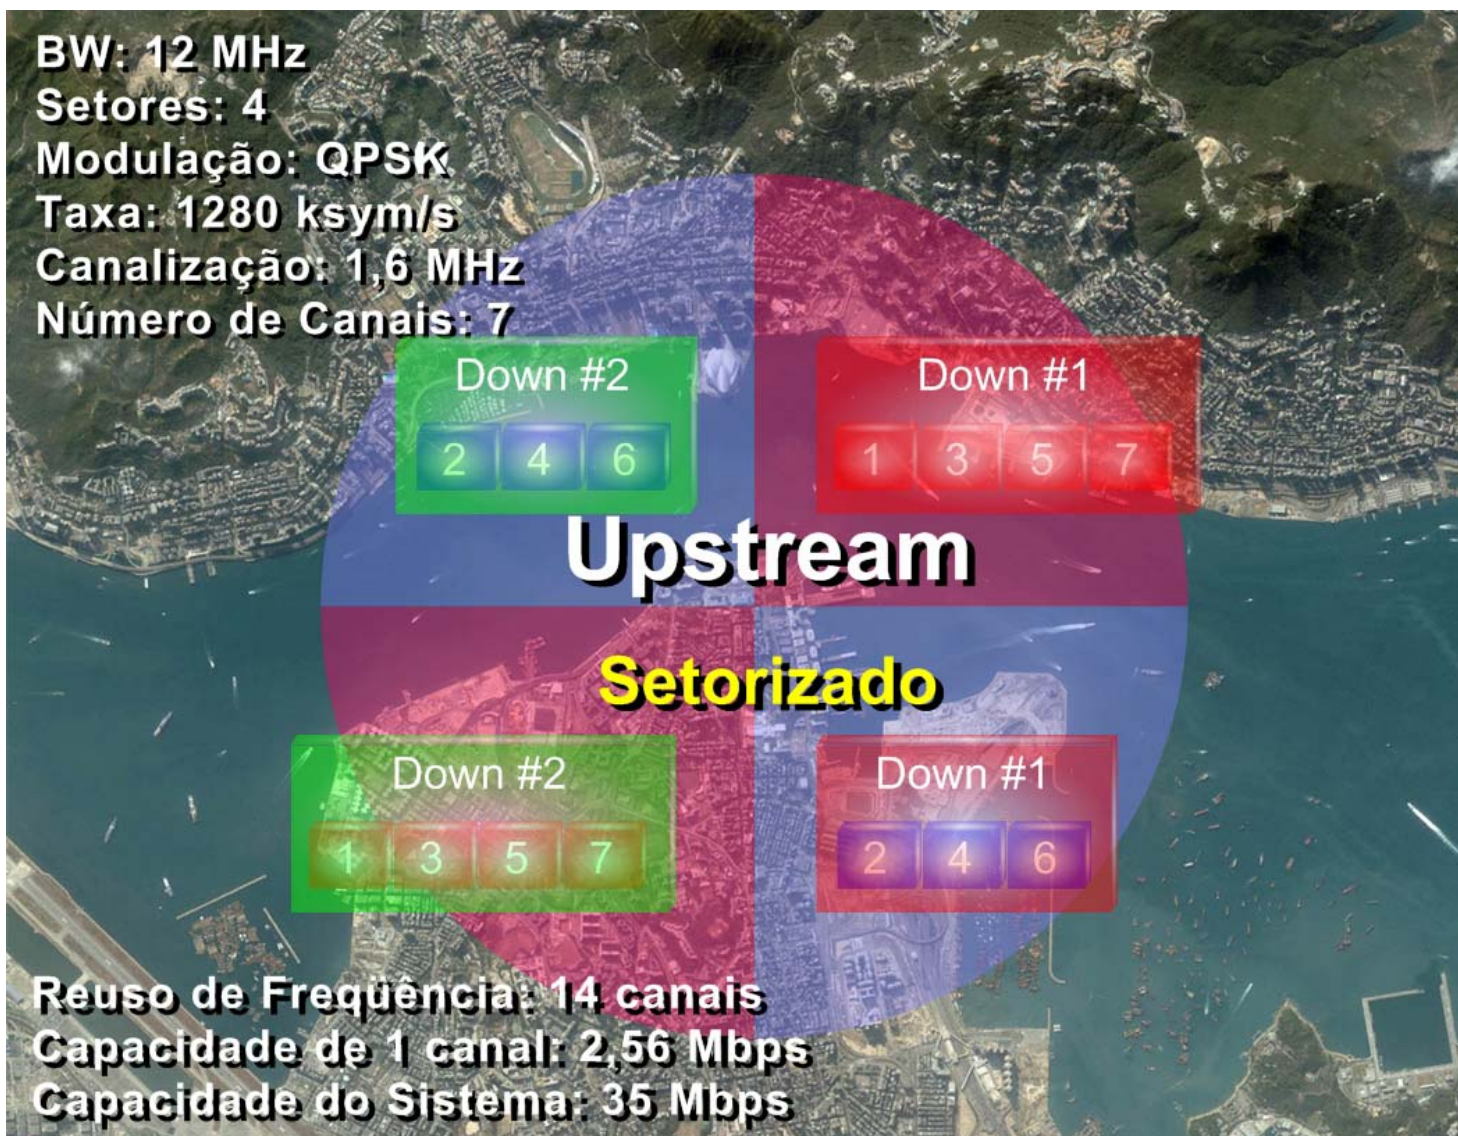 BW: 12 MHz
Setores: 4
Modulação: QPSK
Taxa: 1280 ksym/s
Canalização: 1,6 MHz
Número de Canais: 7
Down #2
2 4 6
Down #1
1 3 5 7
Upstream
Setorizado
Down #2
1 3 5 7
Down #1
2 4 6
Reuso de Freqüência: 14 canais
Capacidade de 1 canal: 2,56 Mbps
Capacidade do Sistema: 35 Mbps